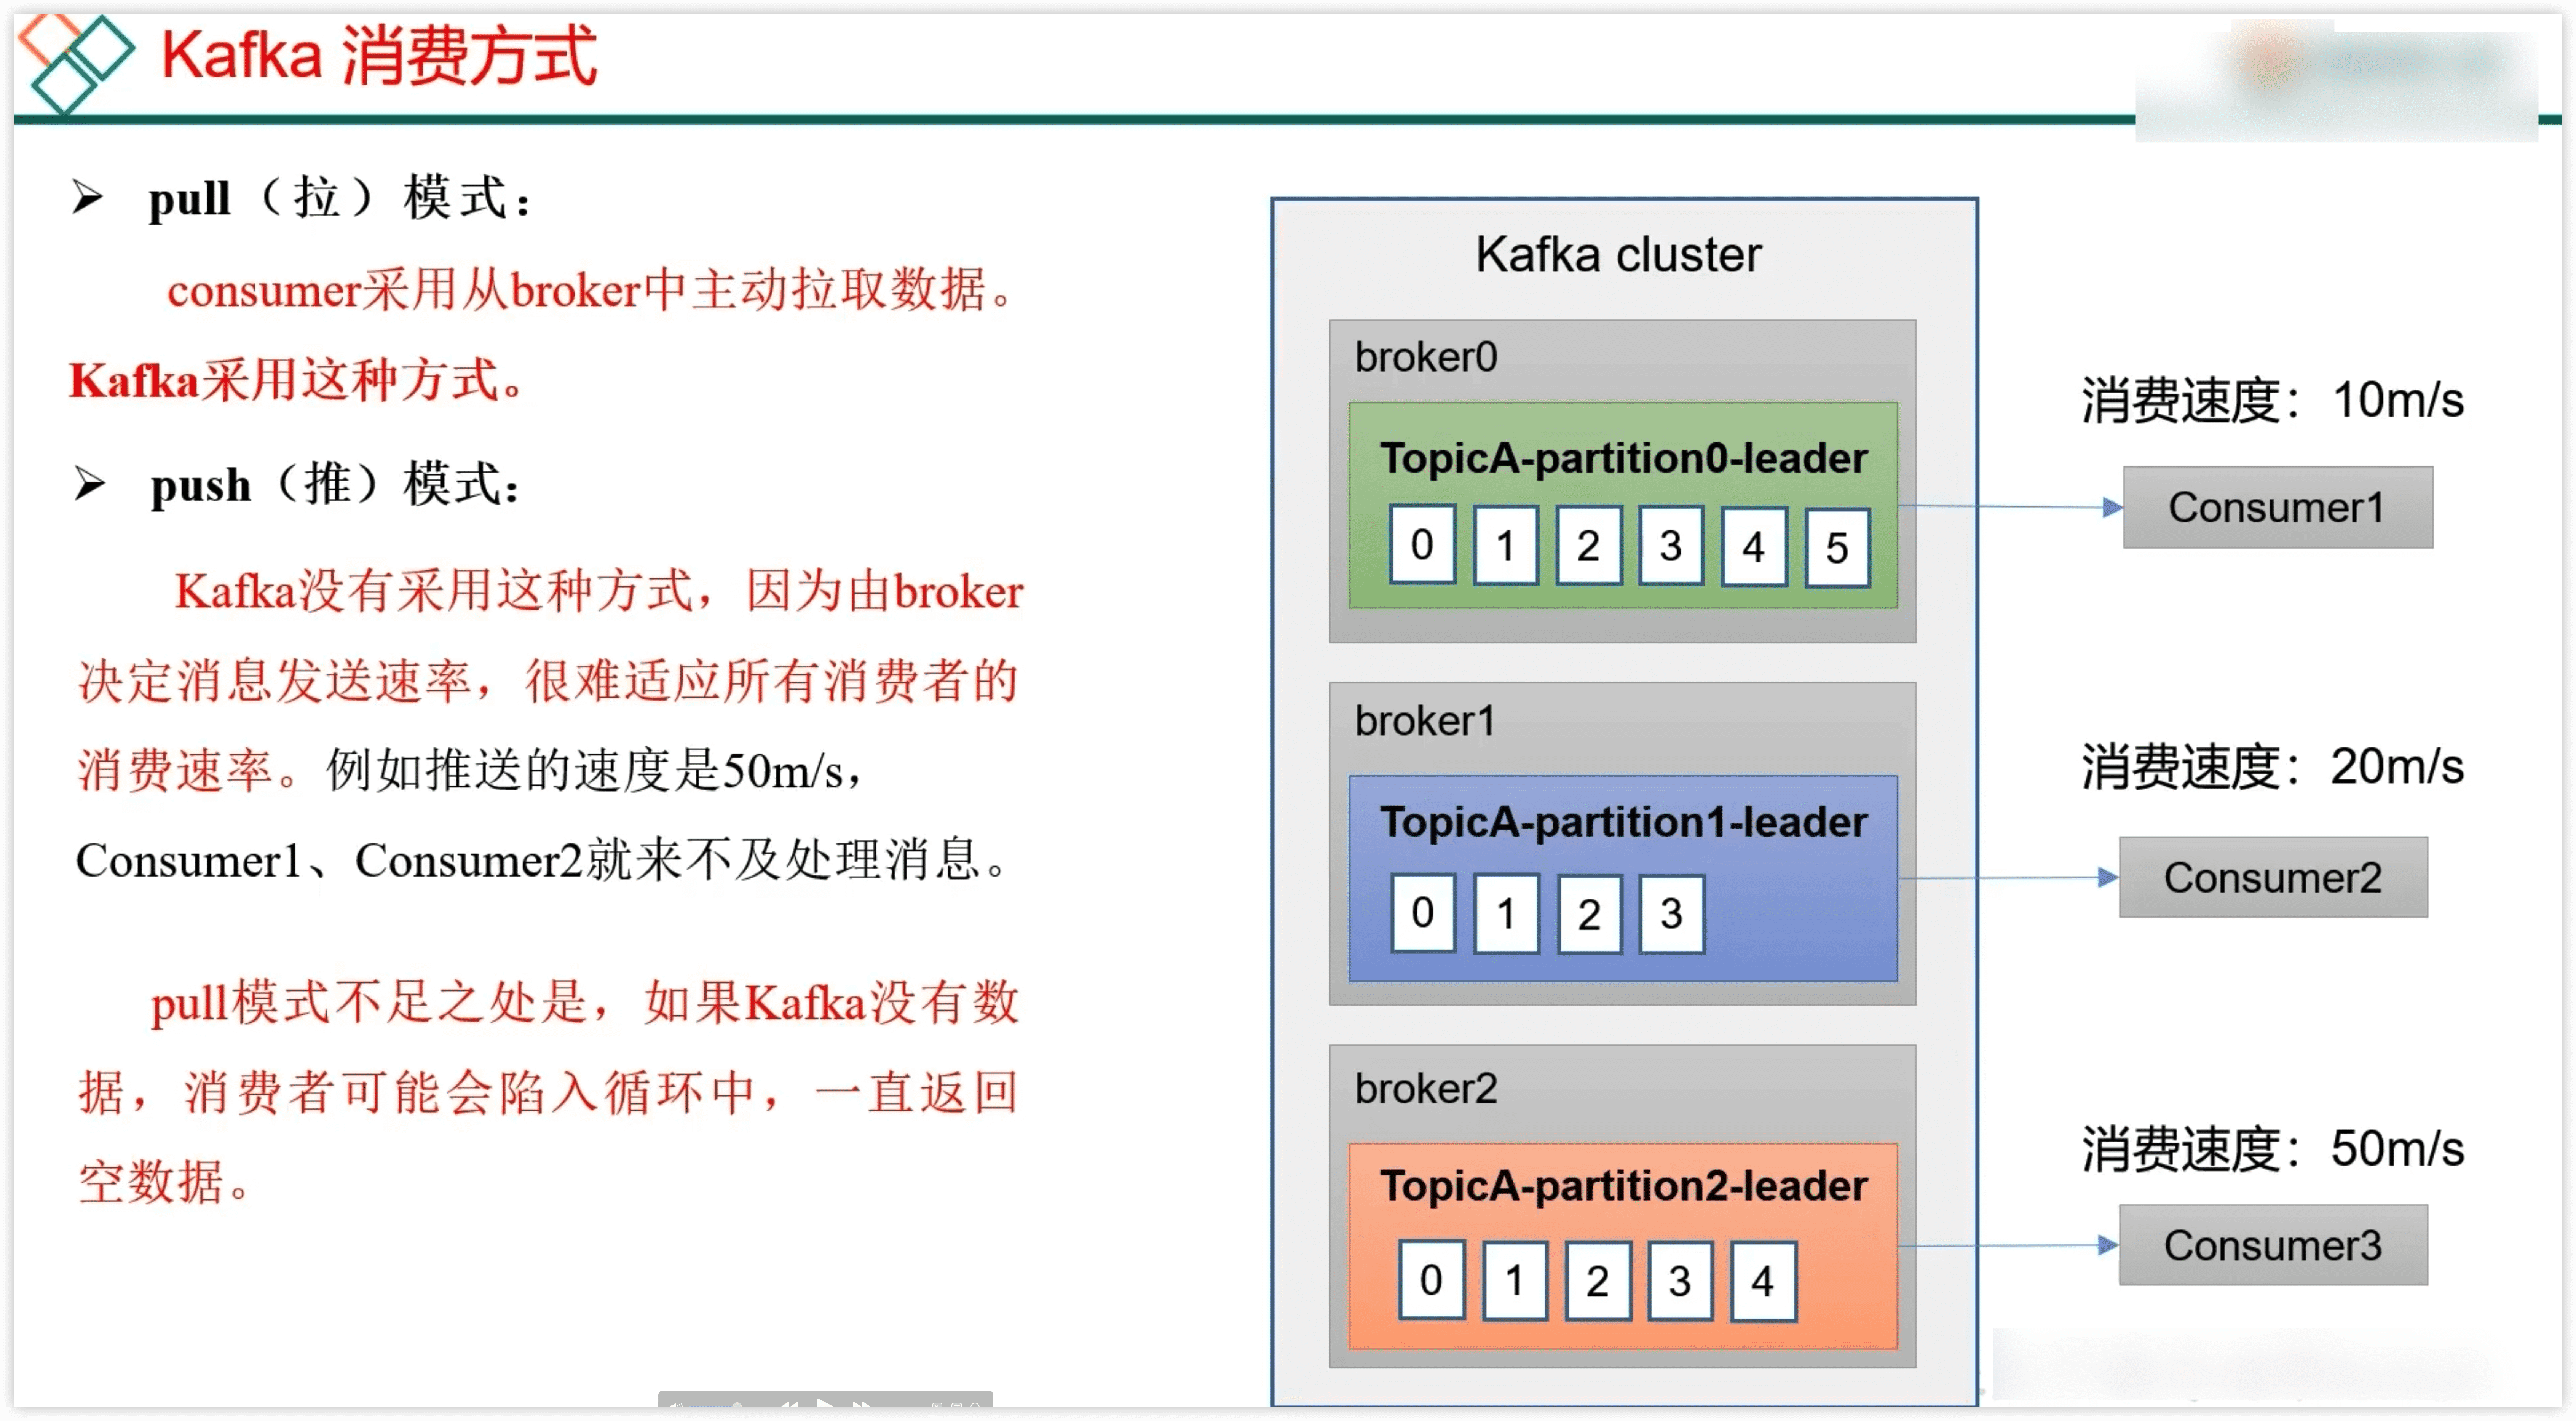 Kafka 消费方式
➢ pull（拉）模式：
consumer采用从broker中主动拉取数据。
Kafka采用这种方式。
➢ push（推）模式：
Kafka没有采用这种方式，因为由broker
决定消息发送速率，很难适应所有消费者的
消费速率。例如推送的速度是50m/s，
Consumer1、Consumer2就来不及处理消息。
pull模式不足之处是，如果Kafka没有数
据，消费者可能会陷入循环中，一直返回
空数据。
Kafka cluster
broker0
TopicA-partition0-leader
0 1 2 3 4 5
消费速度：10m/s
Consumer1
broker1
TopicA-partition1-leader
0 1 2 3
消费速度：20m/s
Consumer2
broker2
TopicA-partition2-leader
0 1 2 3 4
消费速度：50m/s
Consumer3